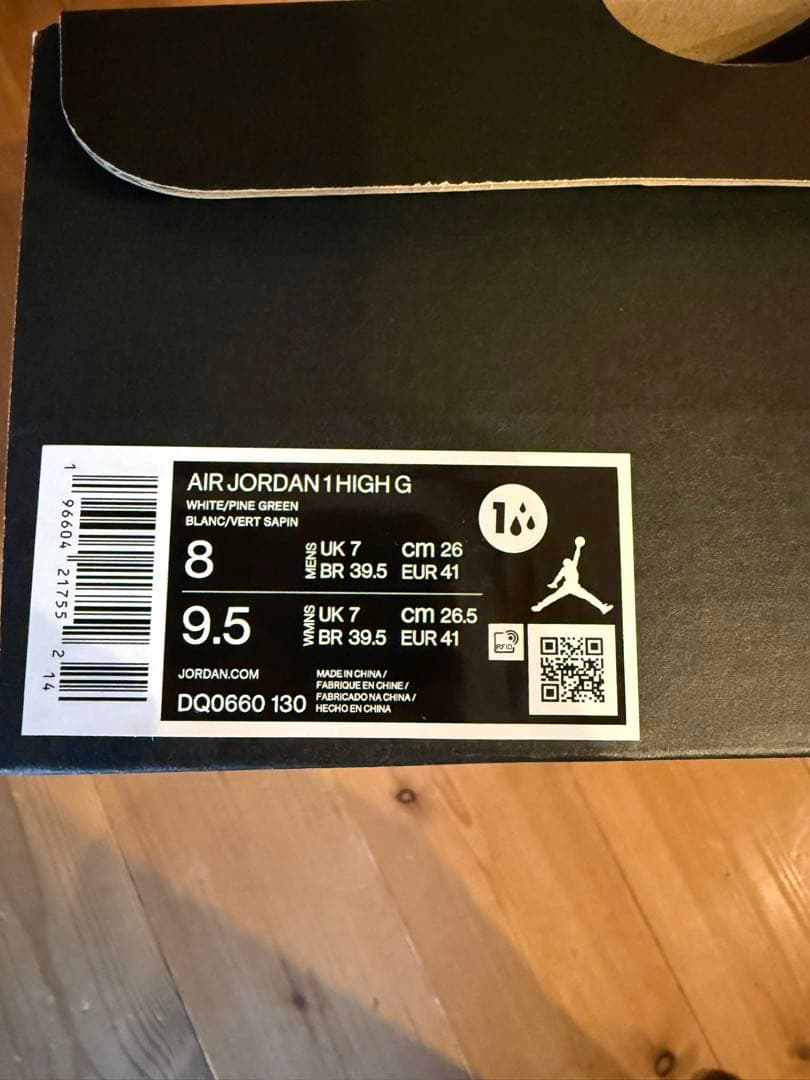 AIR JORDAN 1 HIGH G
WHITE/PINE GREEN
BLANC/VERT SAPIN
8 MENS UK 7 cm 26
BR 39.5 EUR 41
9.5 WMNS UK 7 cm 26.5
BR 39.5 EUR 41
JORDAN.COM
DQ0660 130
MADE IN CHINA /
FABRIQUE EN CHINE /
FABRICADO NA CHINA /
HECHO EN CHINA
1
RFID
1 96604 21755 2 14